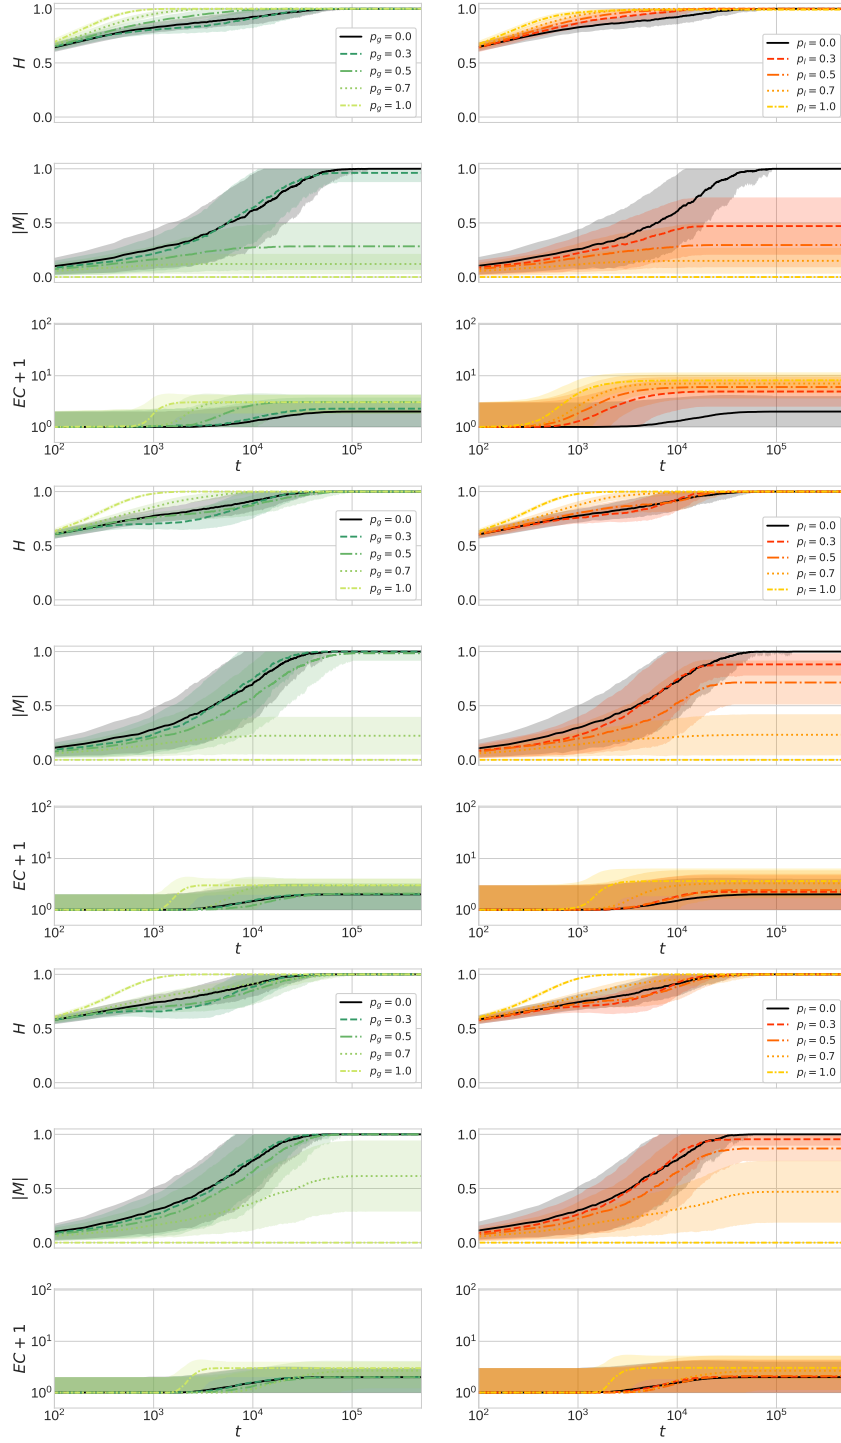 1.0
H
0.5
0.0
p_g = 0.0
p_g = 0.3
p_g = 0.5
p_g = 0.7
p_g = 1.0
1.0
H
0.5
0.0
p_l = 0.0
p_l = 0.3
p_l = 0.5
p_l = 0.7
p_l = 1.0
1.0
|M|
0.5
0.0
1.0
|M|
0.5
0.0
10^2
EC + 1
10^1
10^0
10^2 10^3 10^4 10^5
t
10^2
EC + 1
10^1
10^0
10^2 10^3 10^4 10^5
t
1.0
H
0.5
0.0
p_g = 0.0
p_g = 0.3
p_g = 0.5
p_g = 0.7
p_g = 1.0
1.0
H
0.5
0.0
p_l = 0.0
p_l = 0.3
p_l = 0.5
p_l = 0.7
p_l = 1.0
1.0
|M|
0.5
0.0
1.0
|M|
0.5
0.0
10^2
EC + 1
10^1
10^0
10^2 10^3 10^4 10^5
t
10^2
EC + 1
10^1
10^0
10^2 10^3 10^4 10^5
t
1.0
H
0.5
0.0
p_g = 0.0
p_g = 0.3
p_g = 0.5
p_g = 0.7
p_g = 1.0
1.0
H
0.5
0.0
p_l = 0.0
p_l = 0.3
p_l = 0.5
p_l = 0.7
p_l = 1.0
1.0
|M|
0.5
0.0
1.0
|M|
0.5
0.0
10^2
EC + 1
10^1
10^0
10^2 10^3 10^4 10^5
t
10^2
EC + 1
10^1
10^0
10^2 10^3 10^4 10^5
t